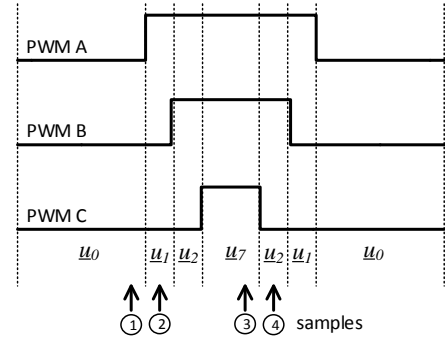 PWM A
PWM B
PWM C
u0 u1 u2 u7 u2 u1 u0
1 2 3 4 samples